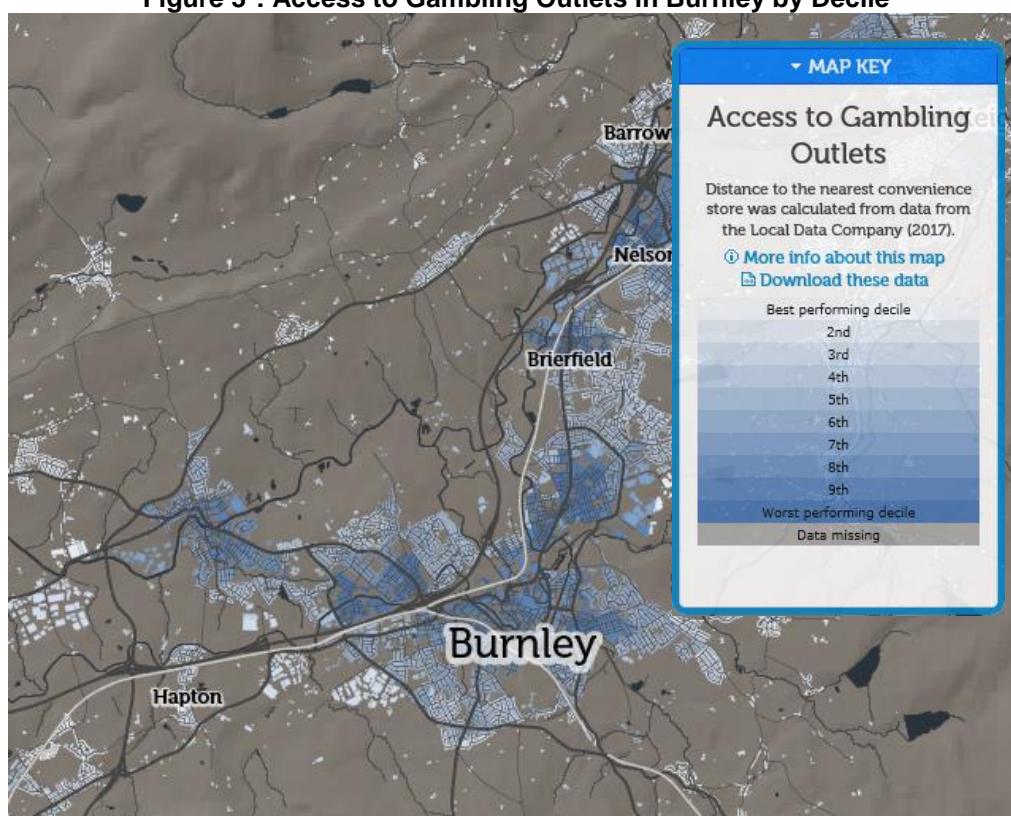 Figure 3 : Access to Gambling Outlets in Burnley by Decile
MAP KEY
Access to Gambling
Outlets
Distance to the nearest convenience
store was calculated from data from
the Local Data Company (2017).
More info about this map
Download these data
Best performing decile
2nd
3rd
4th
5th
6th
7th
8th
9th
Worst performing decile
Data missing
Barrow
Nelson
Brierfield
Burnley
Hapton